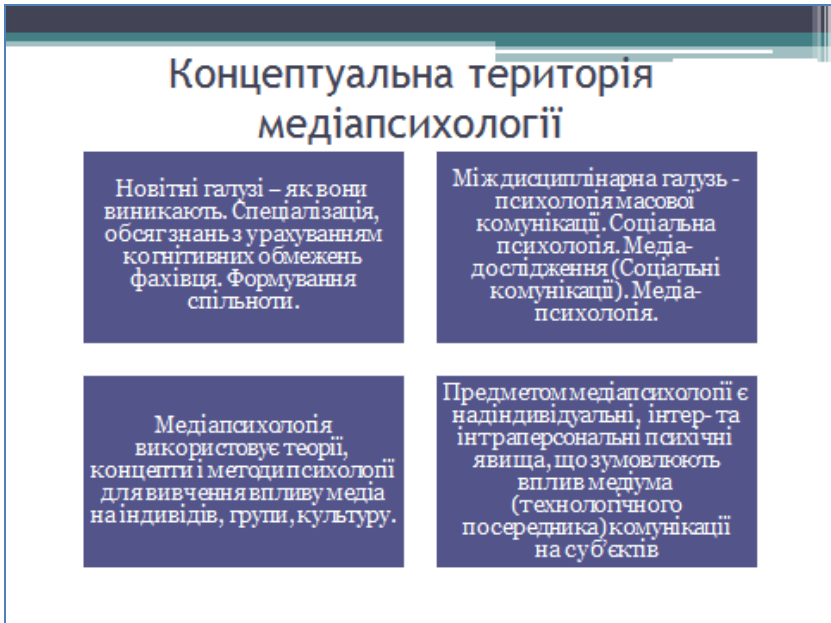 Концептуальна територія
медіапсихології
Новітні галузі – як вони
виникають. Спеціалізація,
обсяг знань з урахуванням
когнітивних обмежень
фахівця. Формування
спільноти.
Міждисциплінарна галузь -
психологія масової
комунікації. Соціальна
психологія. Медіа-
дослідження (Соціальні
комунікації). Медіа-
психологія.
Медіапсихологія
використовує теорії,
концепти і методи психології
для вивчення впливу медіа
на індивідів, групи, культуру.
Предметом медіапсихології є
надіндивідуальні, інтер- та
інтраперсональні психічні
явища, що зумовлюють
вплив медіума
(технологічного
посередника) комунікації
на суб’єктів